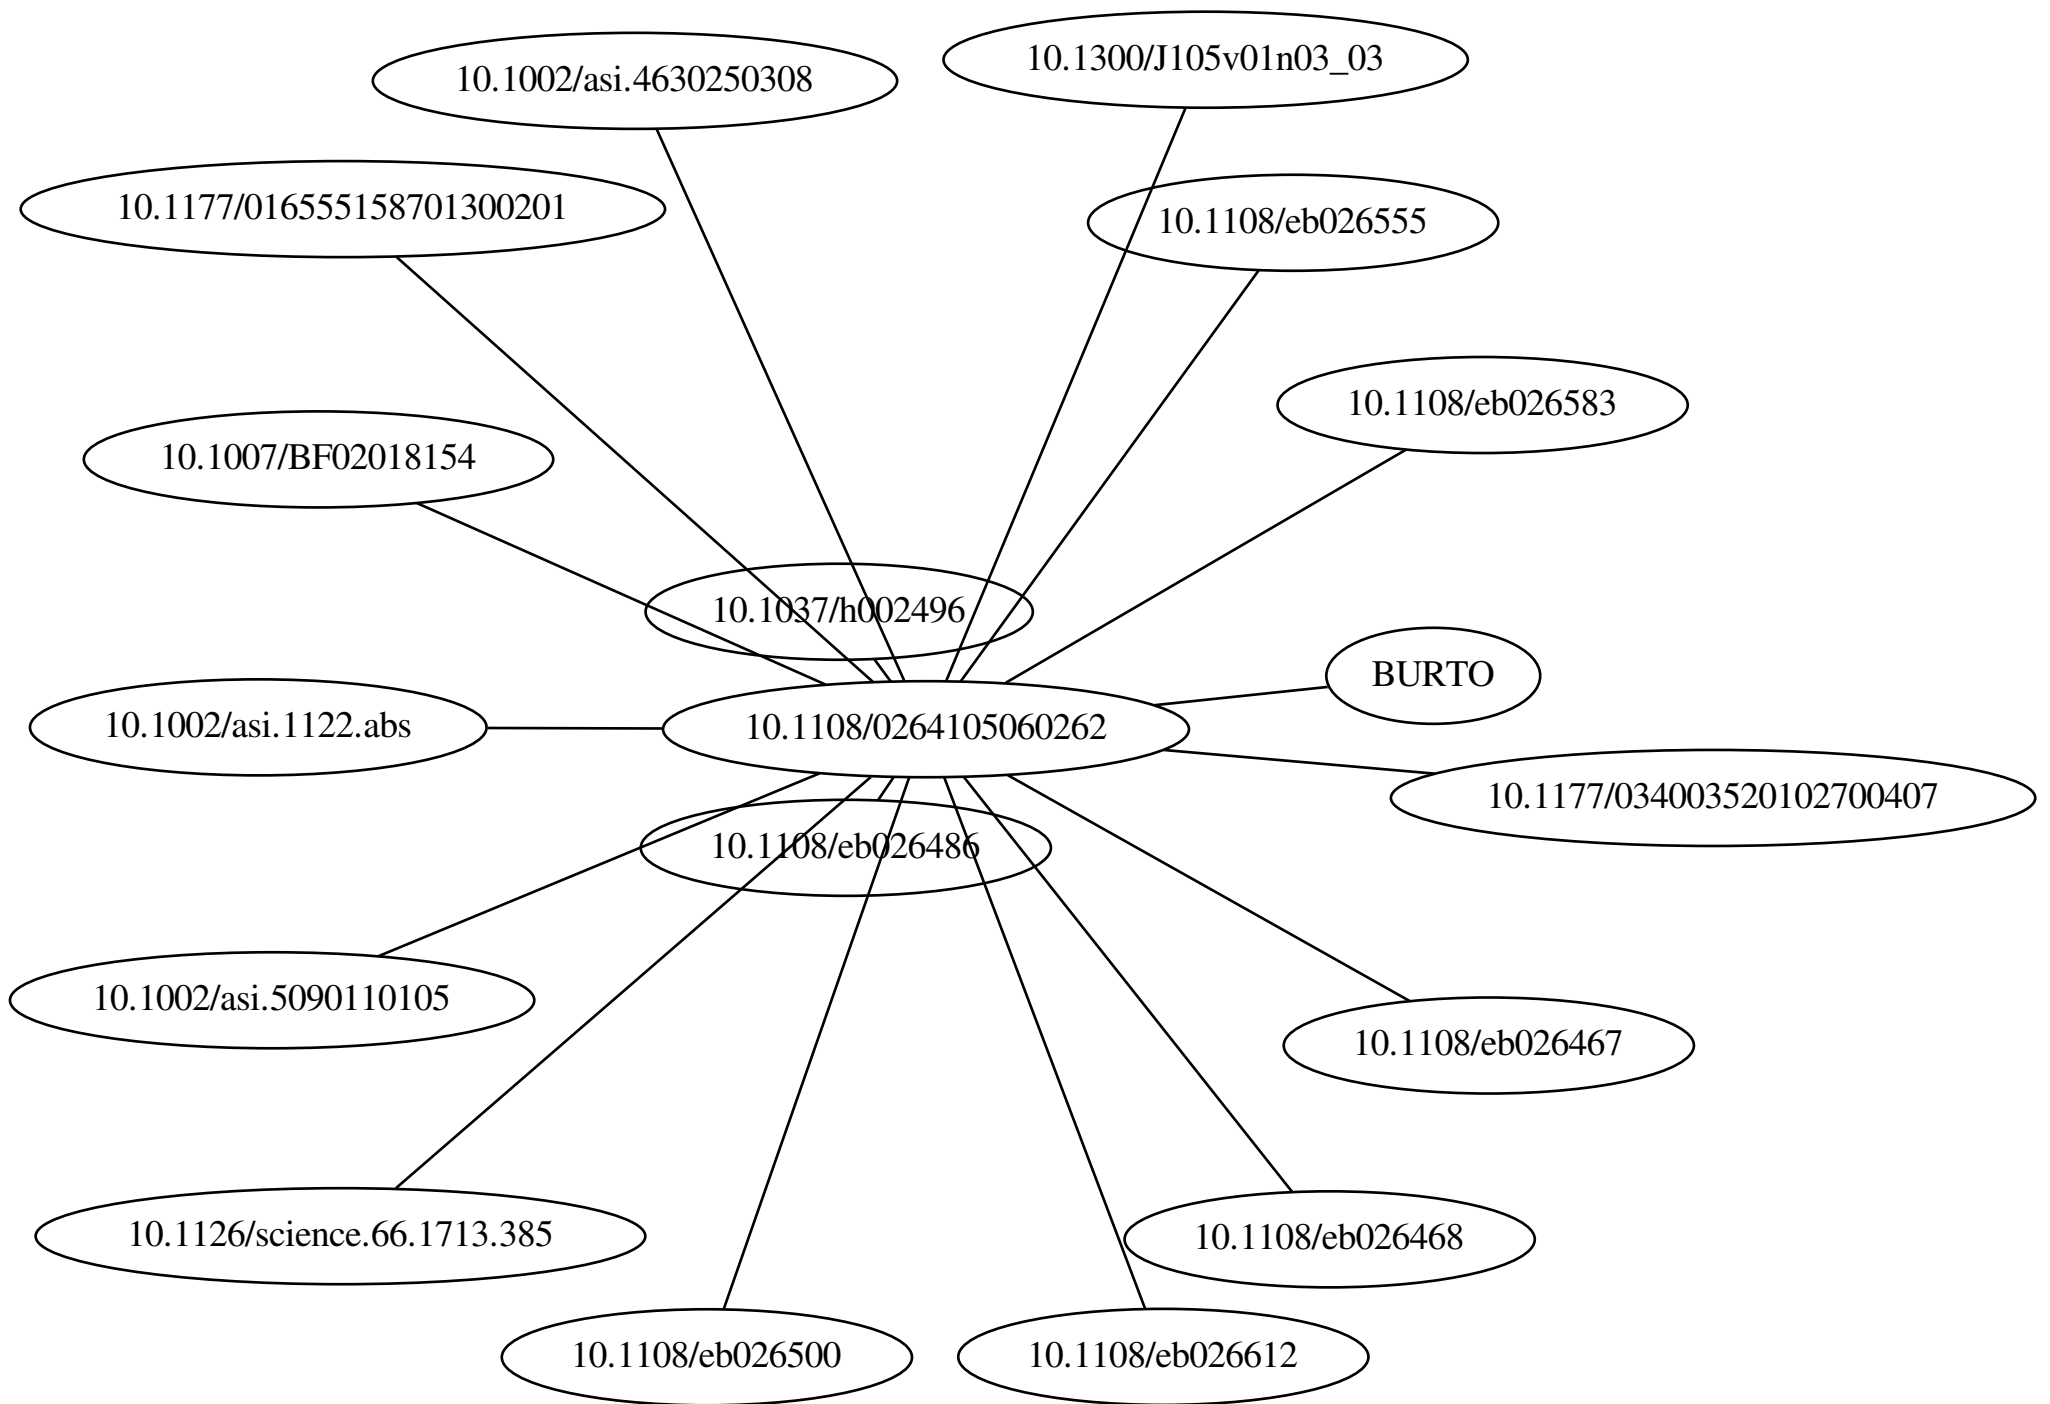 10.1300/J105v01n03_03
10.1002/asi.4630250308
10.1177/016555158701300201
10.1108/eb026555
10.1108/eb026583
10.1007/BF02018154
10.1037/h002496
BURTO
10.1002/asi.1122.abs
10.1108/0264105060262
10.1177/034003520102700407
10.1108/eb026486
10.1002/asi.5090110105
10.1108/eb026467
10.1126/science.66.1713.385
10.1108/eb026468
10.1108/eb026500
10.1108/eb026612